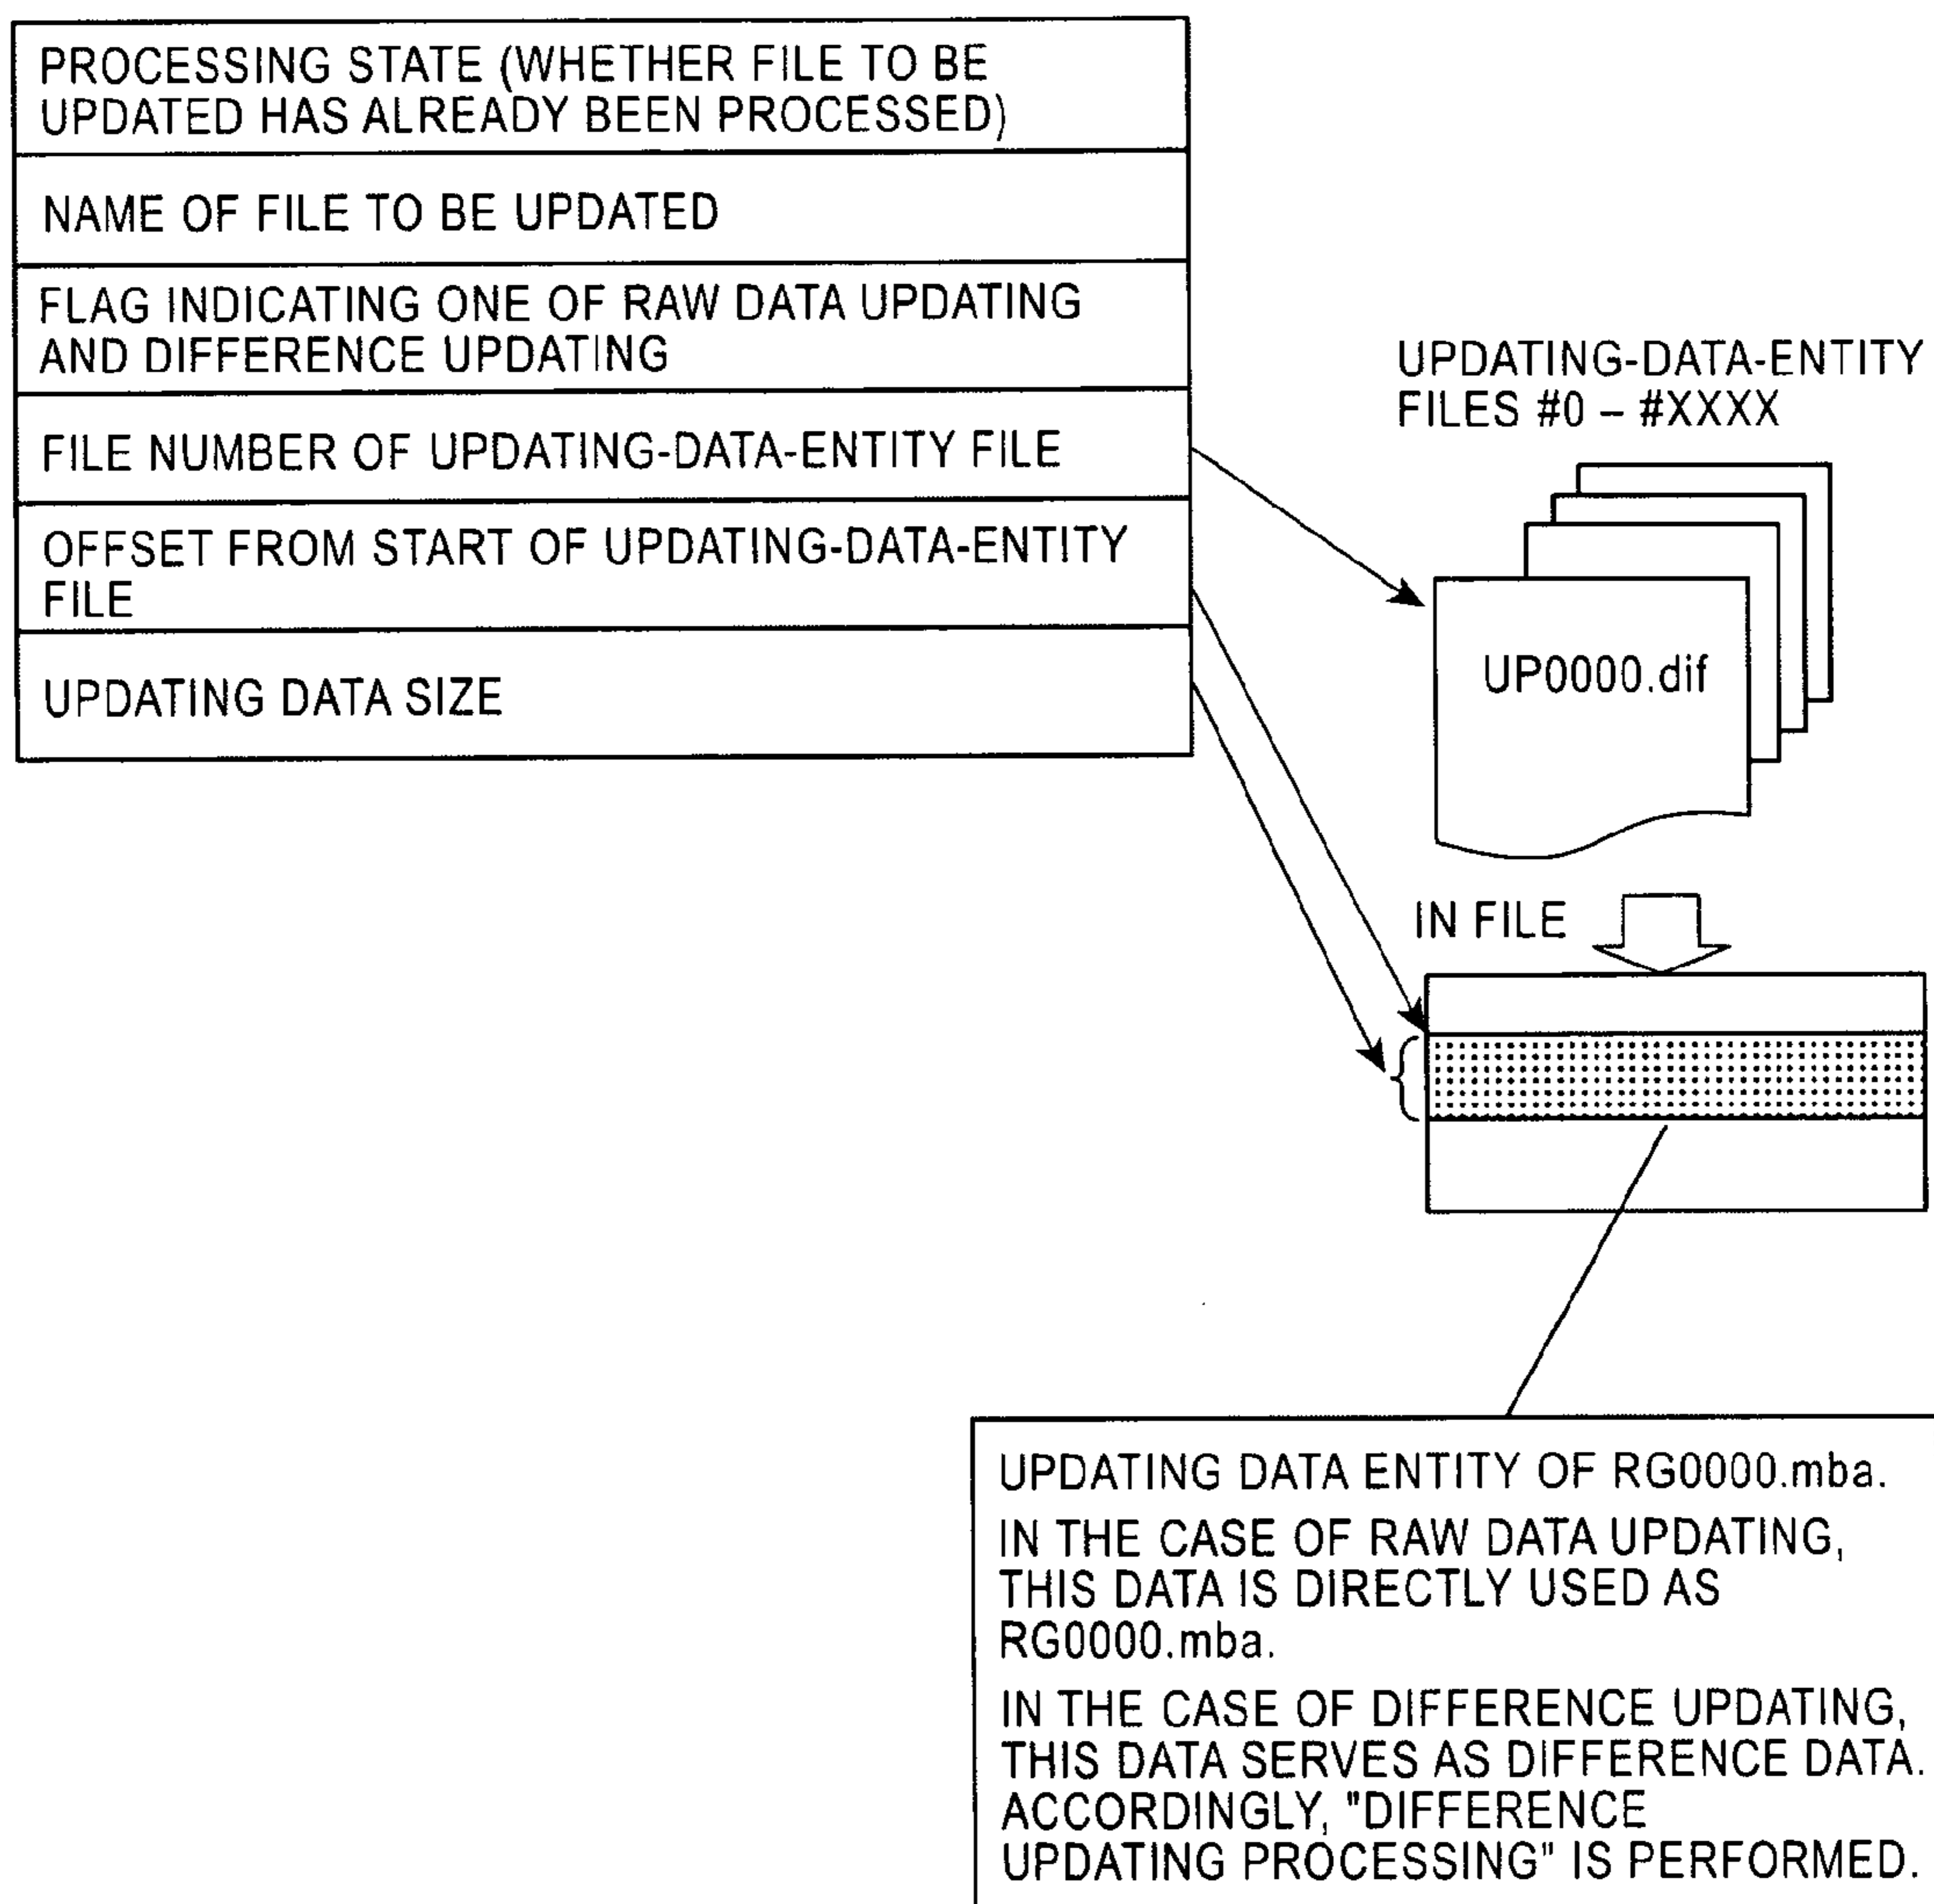 PROCESSING STATE (WHETHER FILE TO BE
UPDATED HAS ALREADY BEEN PROCESSED)
NAME OF FILE TO BE UPDATED
FLAG INDICATING ONE OF RAW DATA UPDATING
AND DIFFERENCE UPDATING
FILE NUMBER OF UPDATING-DATA-ENTITY FILE
OFFSET FROM START OF UPDATING-DATA-ENTITY
FILE
UPDATING DATA SIZE
UPDATING-DATA-ENTITY
FILES #0 – #XXXX
UP0000.dif
IN FILE
UPDATING DATA ENTITY OF RG0000.mba.
IN THE CASE OF RAW DATA UPDATING,
THIS DATA IS DIRECTLY USED AS
RG0000.mba.
IN THE CASE OF DIFFERENCE UPDATING,
THIS DATA SERVES AS DIFFERENCE DATA.
ACCORDINGLY, "DIFFERENCE
UPDATING PROCESSING" IS PERFORMED.